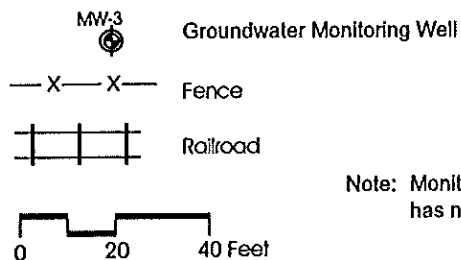 MW-3
Groundwater Monitoring Well
X X
Fence
Railroad
Note: Monit
has n
0 20 40 Feet